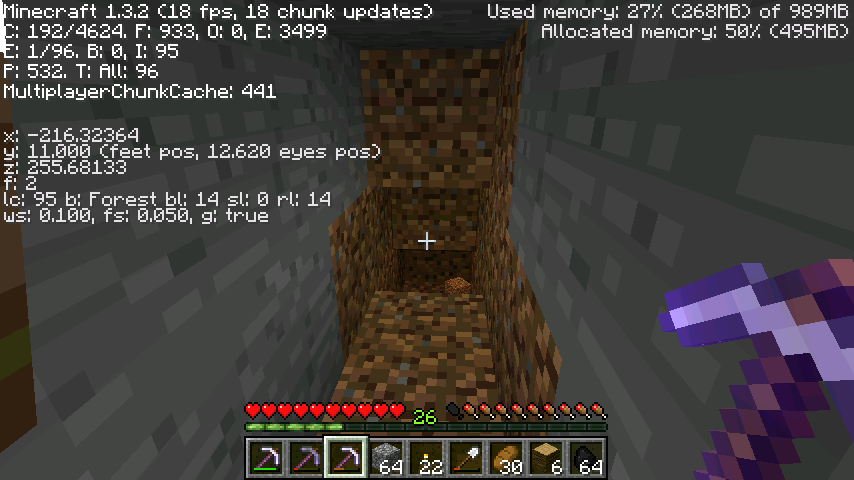 Minecraft 1.3.2 (18 fps, 18 chunk updates)
Used memory: 27% (268MB) of 989MB
C: 192/4624. F: 933, O: 0, E: 3499
Allocated memory: 50% (495MB)
E: 1/96. B: 0, I: 95
P: 532. T: All: 96
MultiplayerChunkCache: 441
x: -216.32364
y: 11.000 (feet pos, 12.620 eyes pos)
z: 255.68133
f: 2
lc: 95 b: Forest bl: 14 sl: 0 rl: 14
ws: 0.100, fs: 0.050, g: true
26
64 22 30 6 64